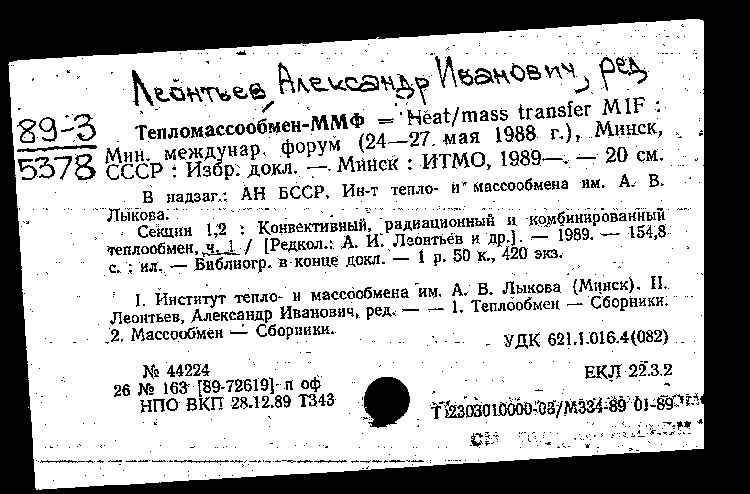 Леонтьев, Александр Иванович, ред
89-3
5378
Тепломассообмен-ММФ = Heat/mass transfer MIF :
Мин. междунар. форум (24—27 мая 1988 г.), Минск,
СССР : Избр. докл. — Минск : ИТМО, 1989—. — 20 см.
В надзаг.: АН БССР, Ин-т тепло- и массообмена им. А. В.
Лыкова.
Секции 1,2 : Конвективный, радиационный и комбинированный
теплообмен, ч. 1 / [Редкол.: А. И. Леонтьев и др.]. — 1989. — 154,8
с. : ил. — Библиогр. в конце докл. — 1 р. 50 к., 420 экз.
I. Институт тепло- и массообмена им. А. В. Лыкова (Минск). II.
Леонтьев, Александр Иванович, ред. — — 1. Теплообмен — Сборники.
2. Массообмен — Сборники.
УДК 621.1.016.4(082)
№ 44224
ЕКЛ 22.3.2
26 № 163 [89-72619] п оф
НПО ВКП 28.12.89 Т343
Т 2303010000-03/М334-89 01-89
см